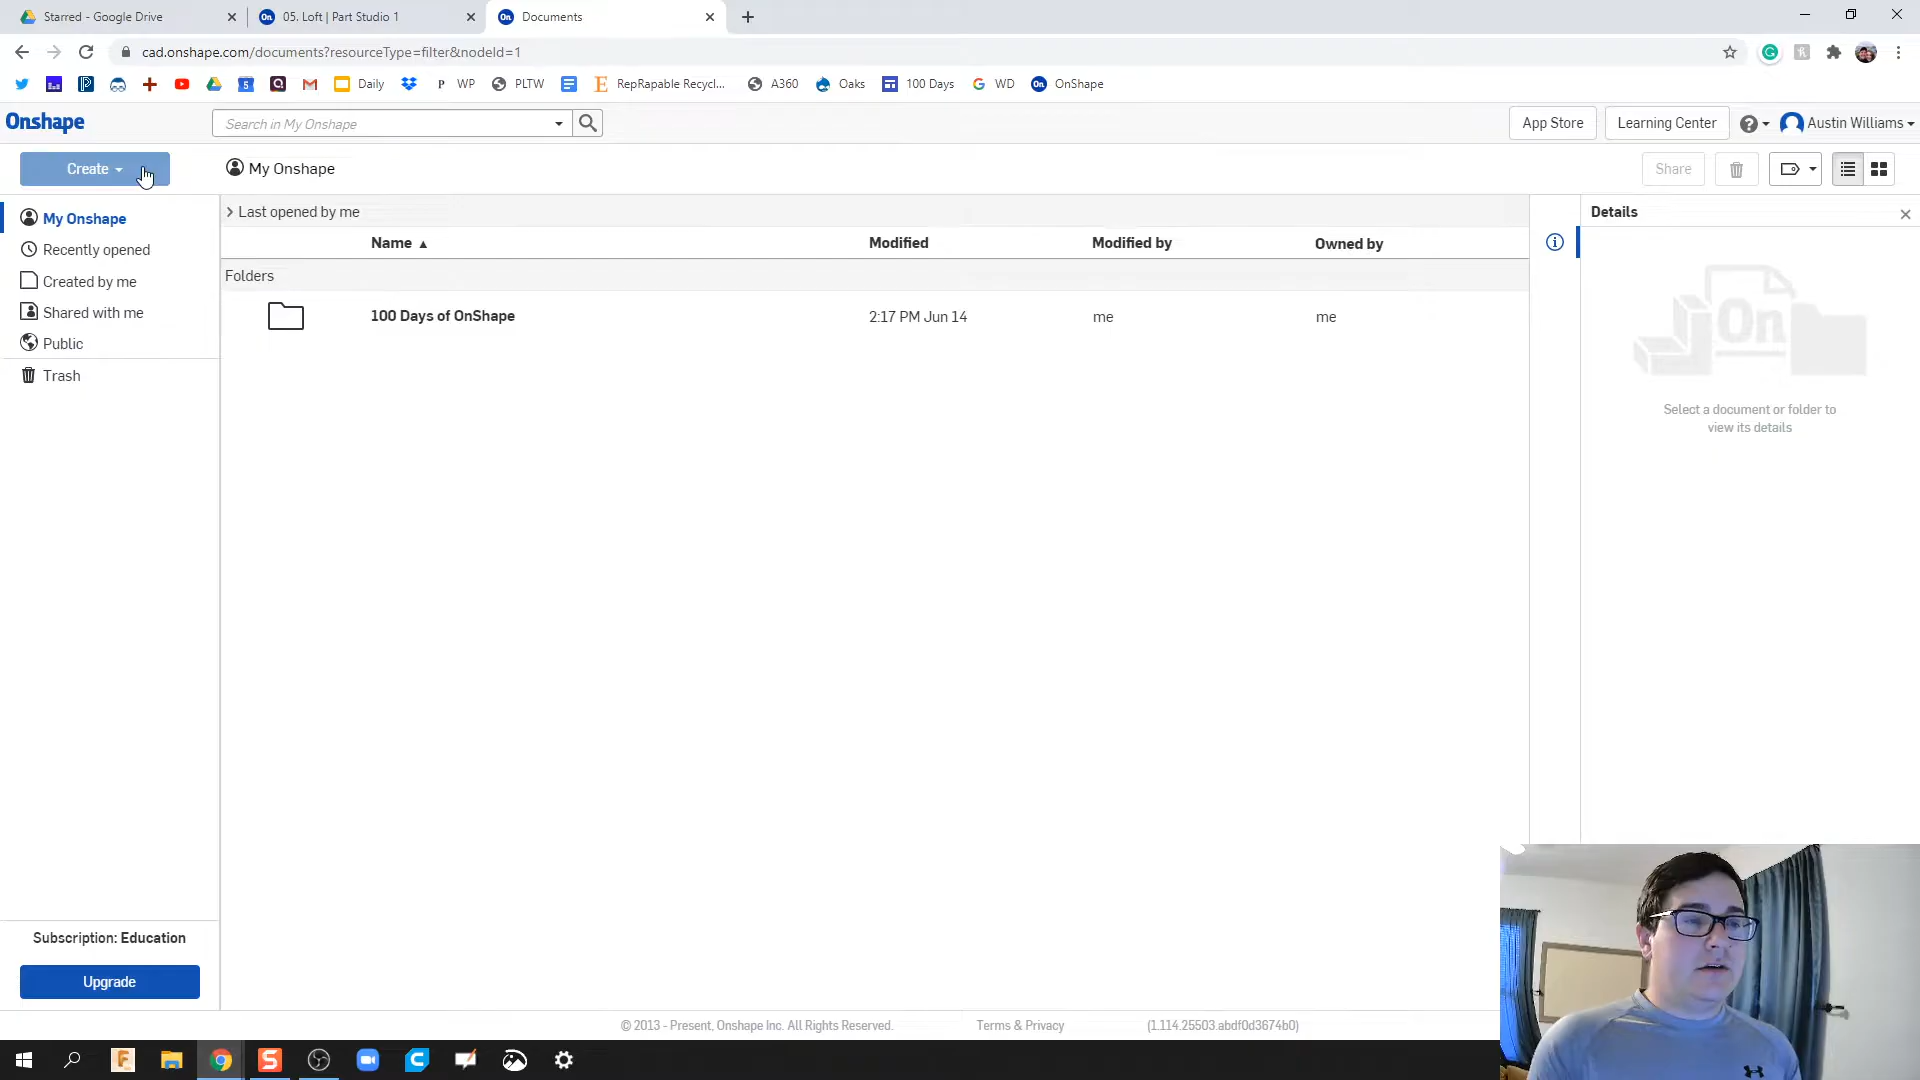 Starred - Google Drive
05. Loft | Part Studio 1
Documents
cad.onshape.com/documents?resourceType=filter&nodeId=1
Daily
WP
PLTW
RepRapable Recycl...
A360
Oaks
100 Days
WD
OnShape
Onshape
Search in My Onshape
App Store
Learning Center
Austin Williams
Create
My Onshape
Share
My Onshape
Recently opened
Created by me
Shared with me
Public
Trash
Last opened by me
Name
Modified
Modified by
Owned by
Folders
100 Days of OnShape
2:17 PM Jun 14
me
me
Details
On
Select a document or folder to
view its details
Subscription: Education
Upgrade
© 2013 - Present, Onshape Inc. All Rights Reserved.
Terms & Privacy
(1.114.25503.abdf0d3674b0)